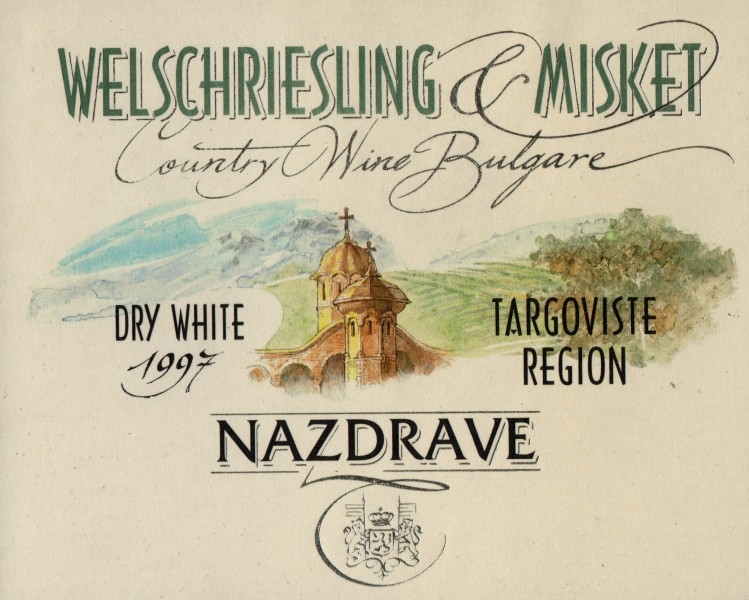 WELSCHRIESLING & MISKET
Country Wine Bulgare
DRY WHITE
1997
TARGOVISTE
REGION
NAZDRAVE